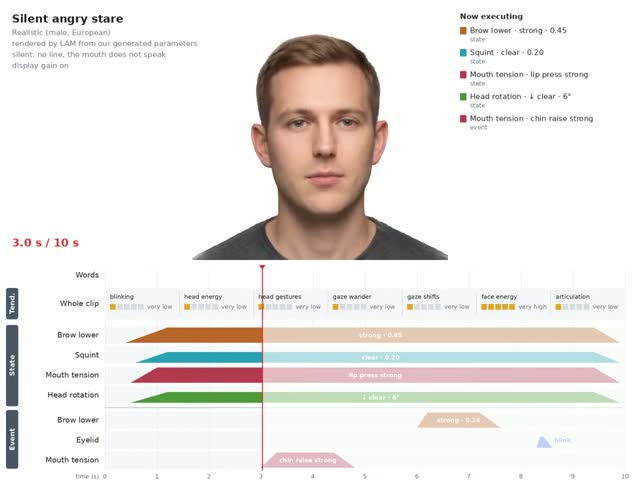 Silent angry stare
Realistic (male, European)
rendered by LAM from our generated parameters
silent: no line, the mouth does not speak
display gain on
3.0 s / 10 s
Now executing
Brow lower · strong · 0.45
state
Squint · clear · 0.20
state
Mouth tension · lip press strong
state
Head rotation · ↓ clear · 6°
state
Mouth tension · chin raise strong
event
Words
Tend.
Whole clip
blinking
very low
head energy
very low
head gestures
very low
gaze wander
very low
gaze shifts
very low
face energy
very high
articulation
very low
State
Brow lower
strong · 0.45
Squint
clear · 0.20
Mouth tension
lip press strong
Head rotation
↓ clear · 6°
Event
Brow lower
strong · 0.24
Eyelid
blink
Mouth tension
chin raise strong
time (s)
0 1 2 3 4 5 6 7 8 9 10